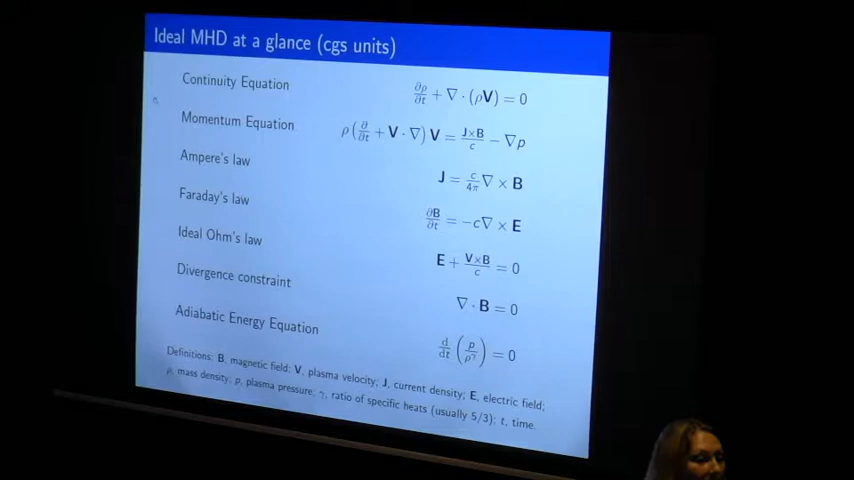 Ideal MHD at a glance (cgs units)
Continuity Equation ∂ρ/∂t + ∇ · (ρV) = 0
Momentum Equation ρ(∂/∂t + V · ∇) V = J×B/c − ∇p
Ampere's law J = c/4π ∇ × B
Faraday's law ∂B/∂t = −c∇ × E
Ideal Ohm's law E + V×B/c = 0
Divergence constraint ∇ · B = 0
Adiabatic Energy Equation d/dt (p/ρ^γ) = 0
Definitions: B, magnetic field; V, plasma velocity; J, current density; E, electric field;
ρ, mass density; p, plasma pressure; γ, ratio of specific heats (usually 5/3); t, time.